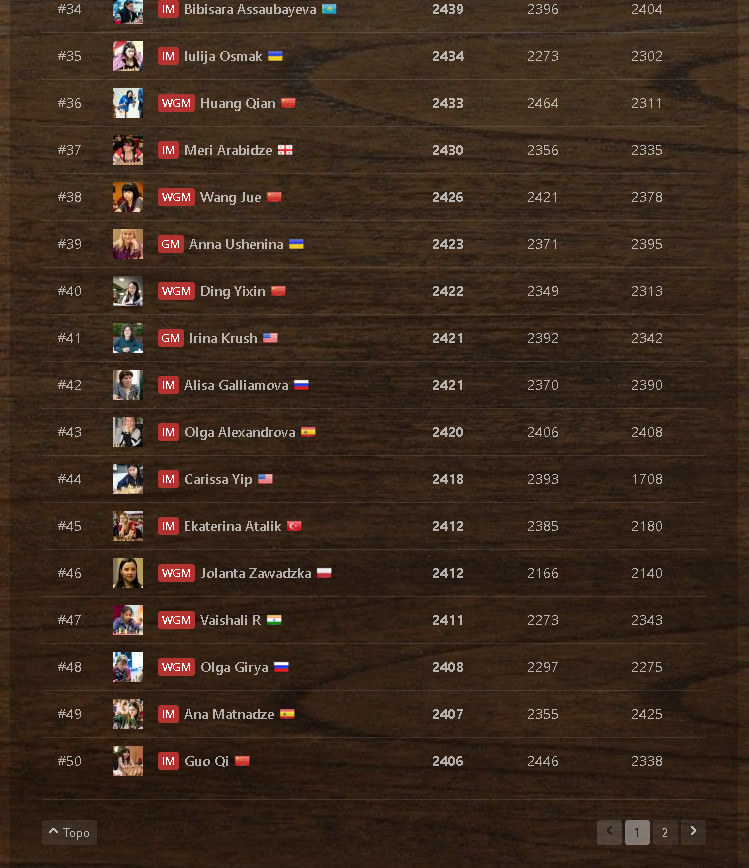 #34 IM Bibisara Assaubayeva 2439 2396 2404
#35 IM Iulija Osmak 2434 2273 2302
#36 WGM Huang Qian 2433 2464 2311
#37 IM Meri Arabidze 2430 2356 2335
#38 WGM Wang Jue 2426 2421 2378
#39 GM Anna Ushenina 2423 2371 2395
#40 WGM Ding Yixin 2422 2349 2313
#41 GM Irina Krush 2421 2392 2342
#42 IM Alisa Galliamova 2421 2370 2390
#43 IM Olga Alexandrova 2420 2406 2408
#44 IM Carissa Yip 2418 2393 1708
#45 IM Ekaterina Atalik 2412 2385 2180
#46 WGM Jolanta Zawadzka 2412 2166 2140
#47 WGM Vaishali R 2411 2273 2343
#48 WGM Olga Girya 2408 2297 2275
#49 IM Ana Matnadze 2407 2355 2425
#50 IM Guo Qi 2406 2446 2338
Topo 1 2